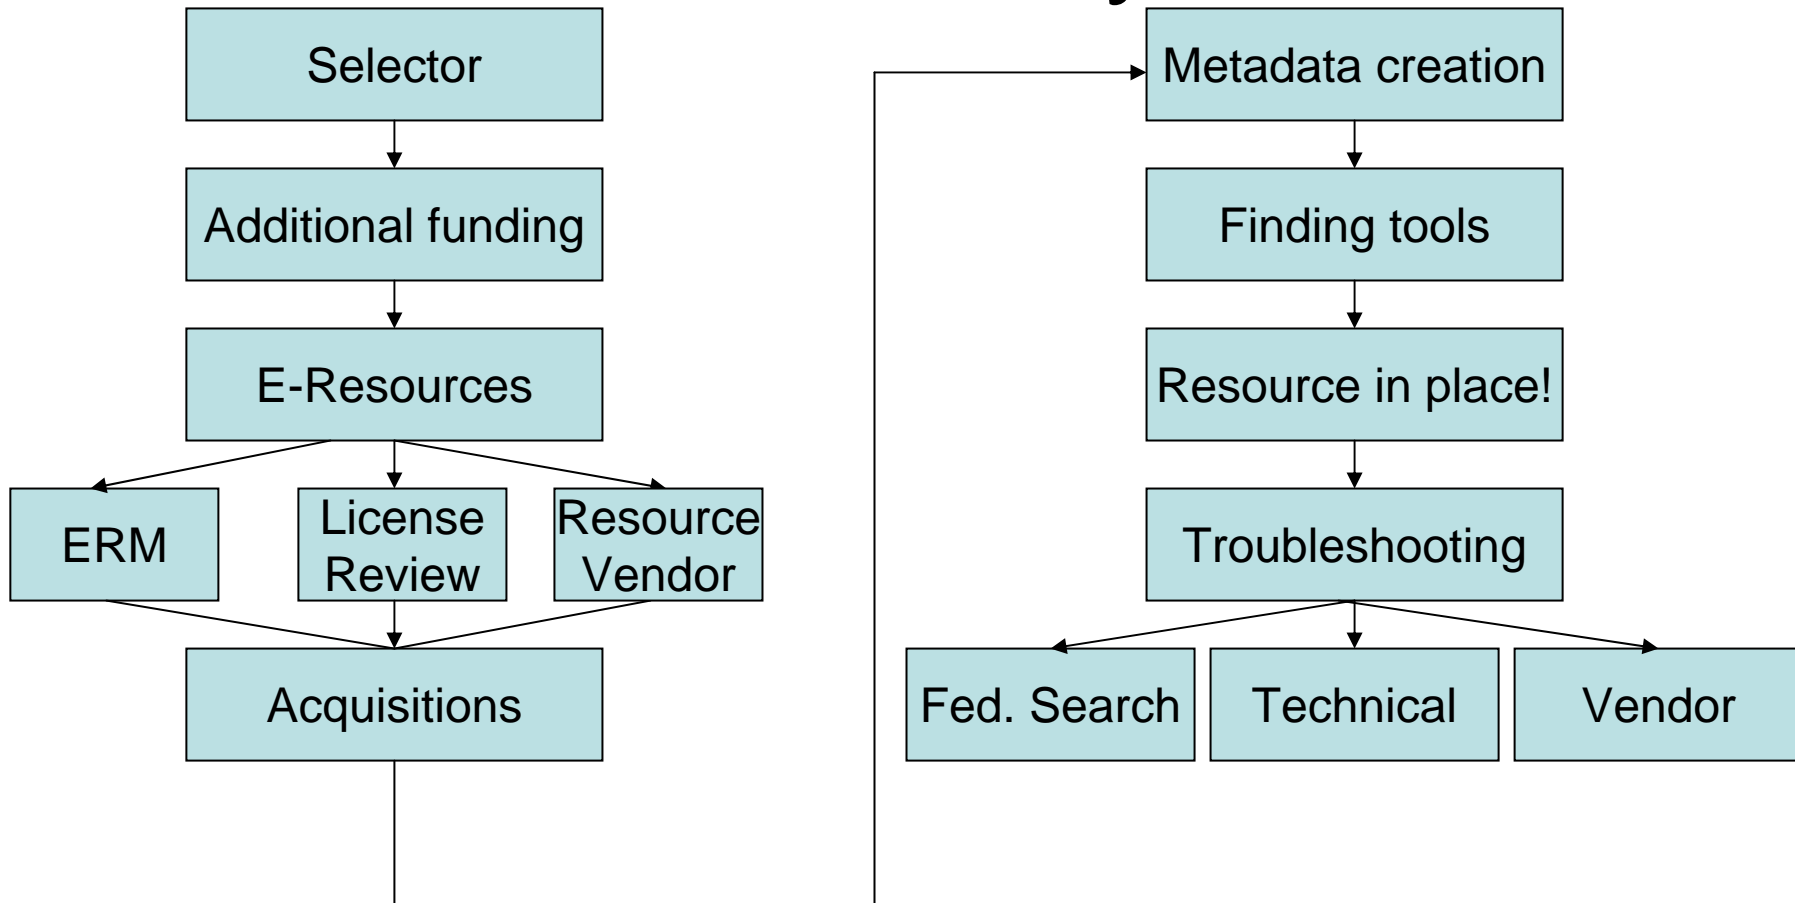 Selector
Additional funding
E-Resources
ERM
License
Review
Resource
Vendor
Acquisitions
Metadata creation
Finding tools
Resource in place!
Troubleshooting
Fed. Search
Technical
Vendor